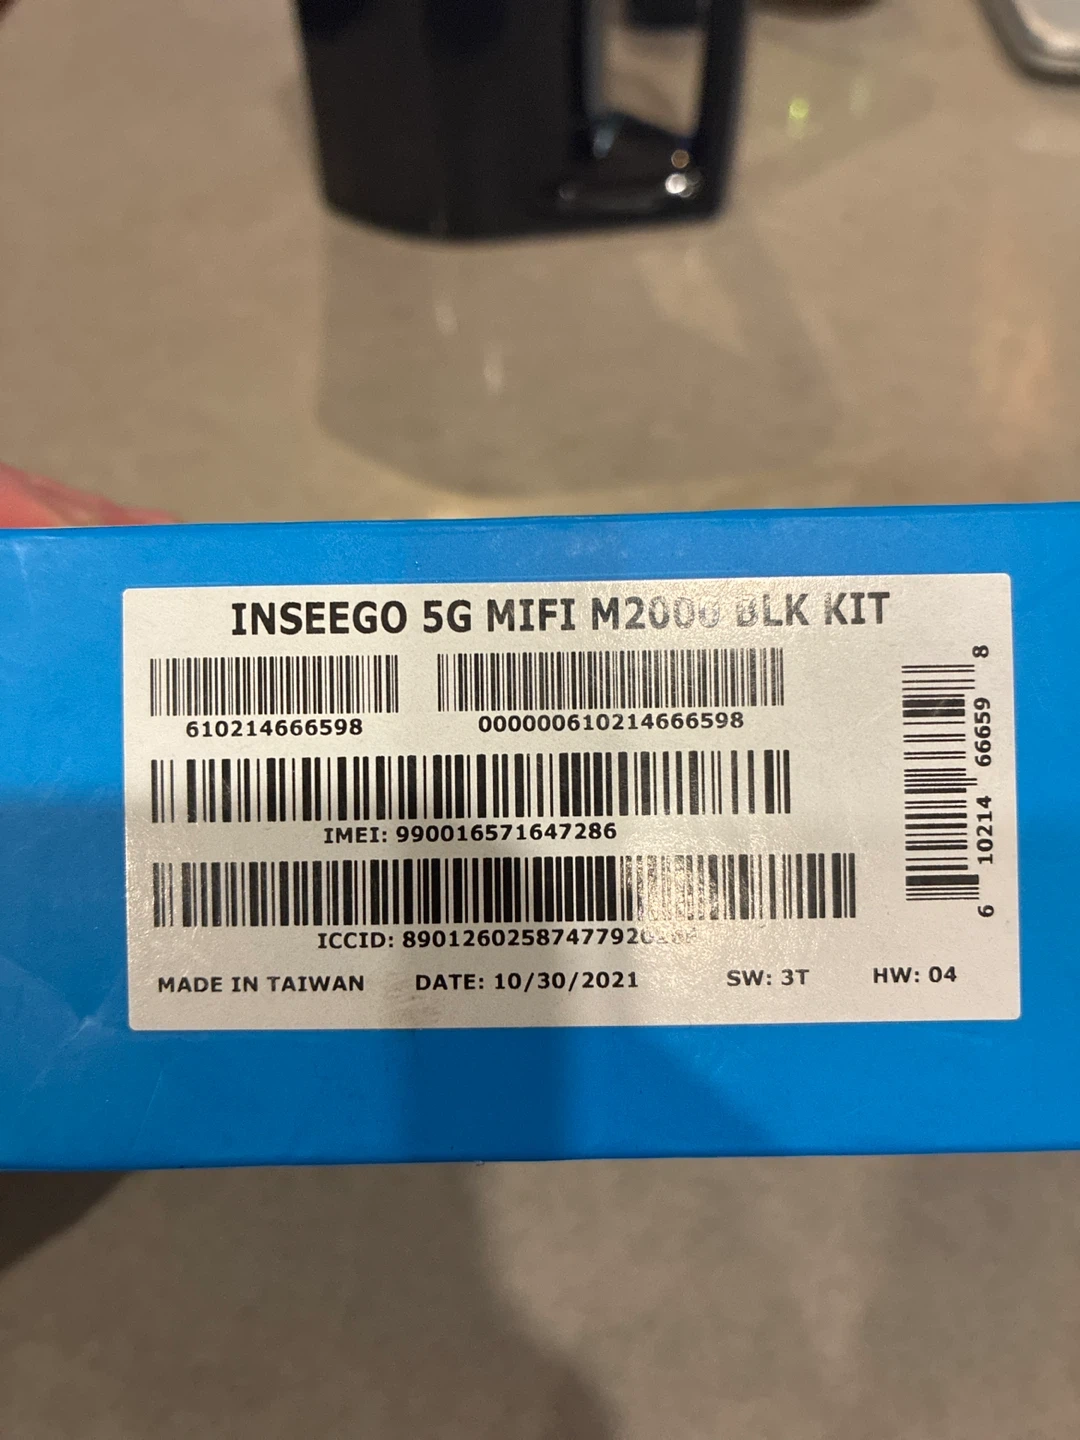 INSEEGO 5G MIFI M2000 BLK KIT
610214666598
000000610214666598
IMEI: 990016571647286
ICCID:
MADE IN TAIWAN DATE: 10/30/2021 SW: 3T HW: 04
6 10214 66659 8